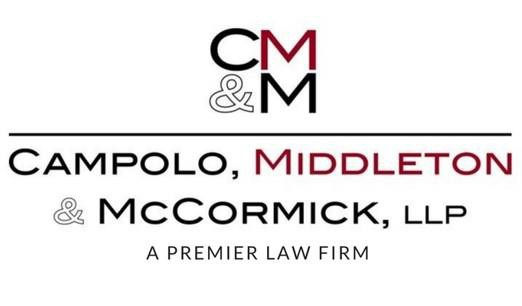 CM
&M
CAMPOLO, MIDDLETON
& MCCORMICK, LLP
A PREMIER LAW FIRM